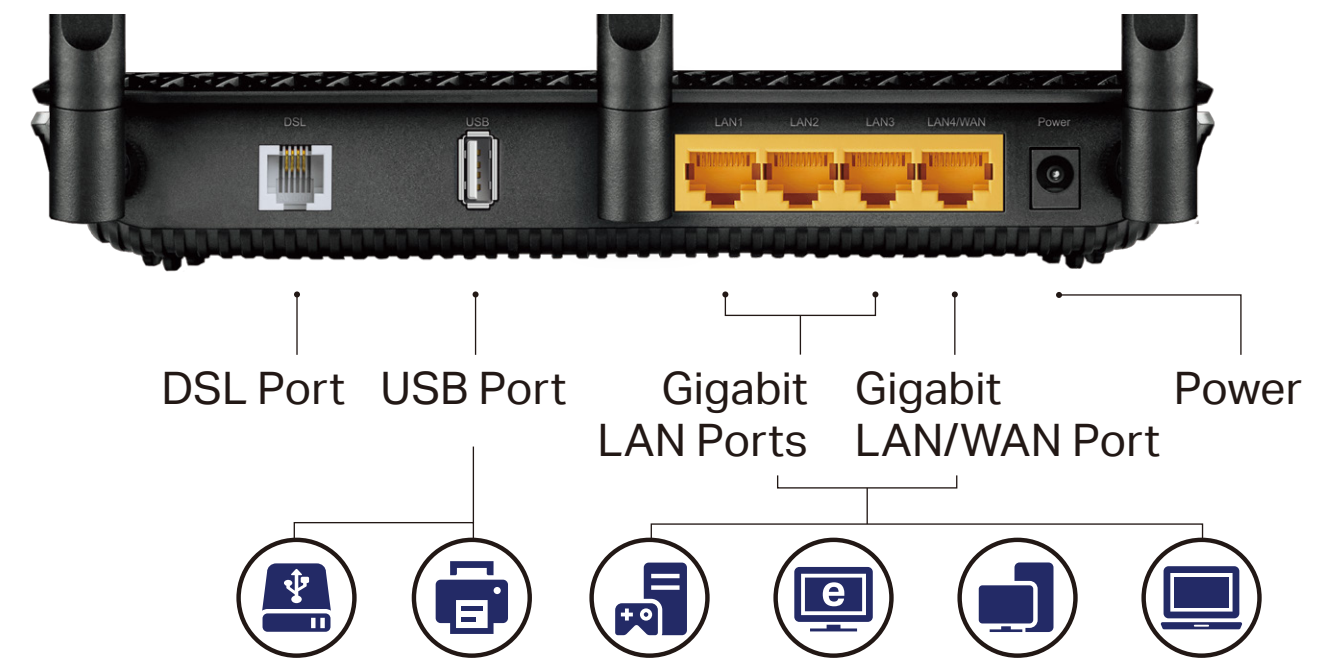 DSL
USB
LAN1
LAN2
LAN3
LAN4/WAN
Power
DSL Port
USB Port
Gigabit
LAN Ports
Gigabit
LAN/WAN Port
Power
e